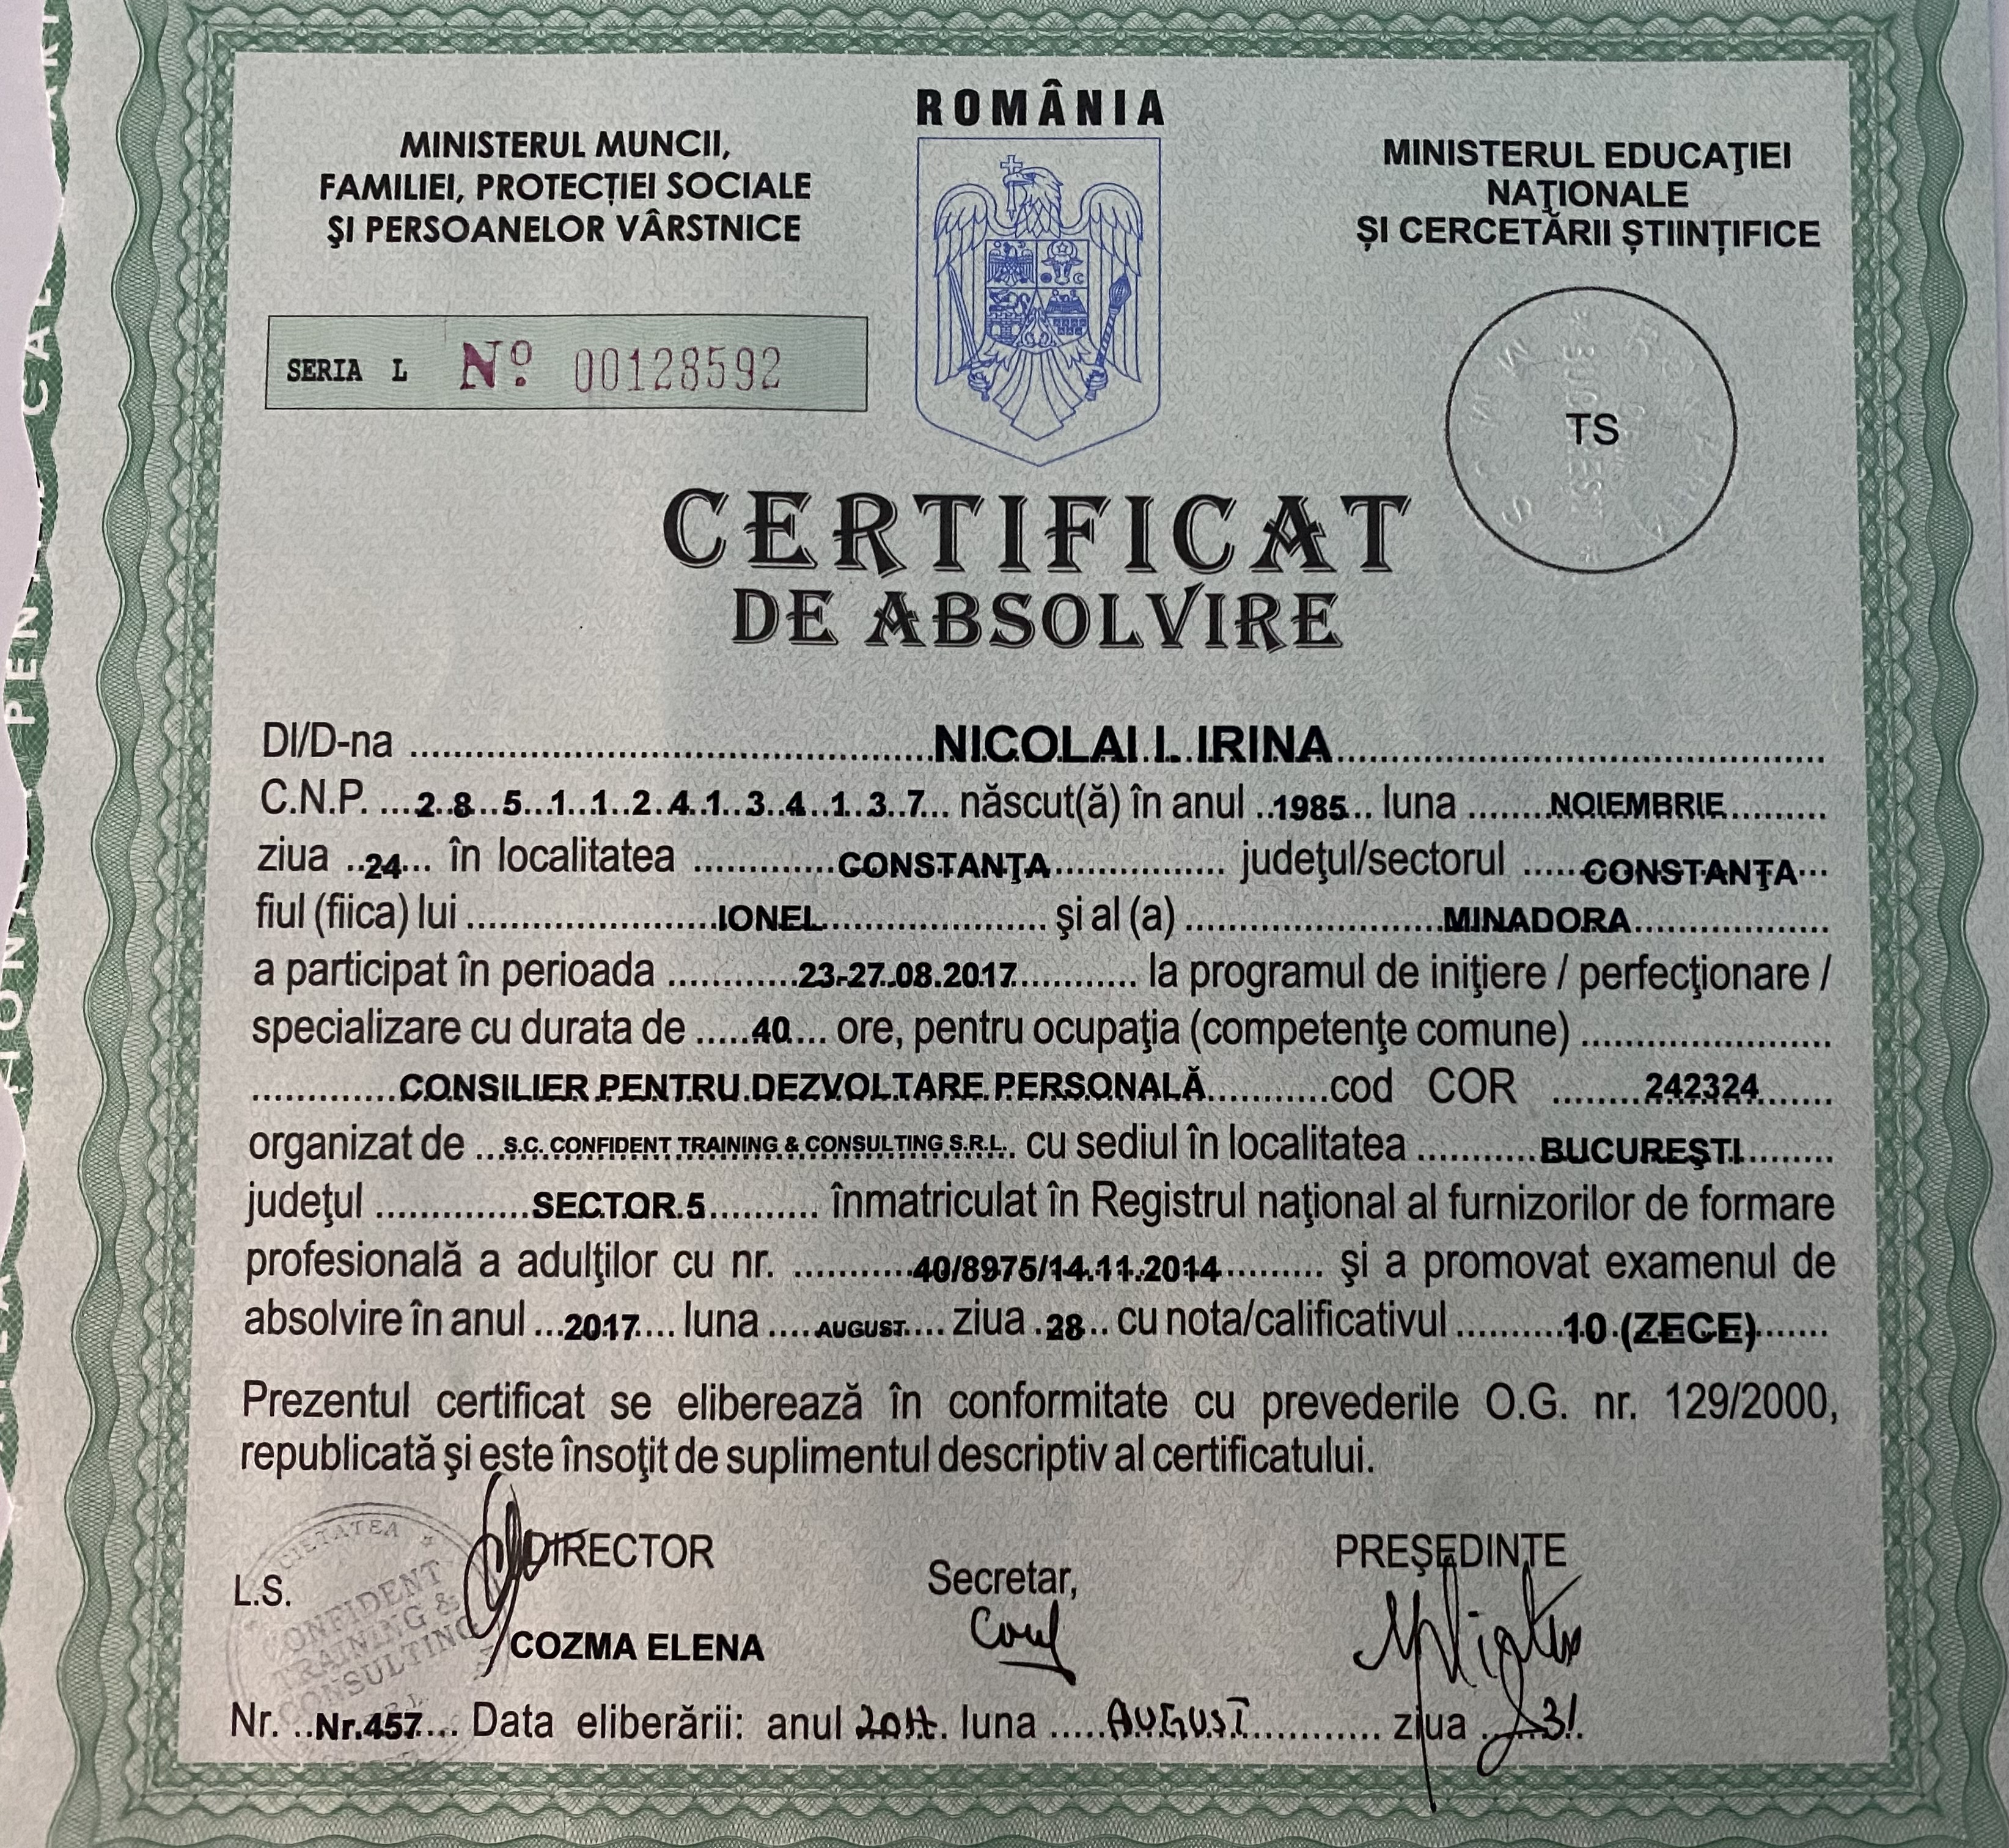 ROMÂNIA
MINISTERUL MUNCII,
FAMILIEI, PROTECȚIEI SOCIALE
ŞI PERSOANELOR VÂRSTNICE
MINISTERUL EDUCAŢIEI
NAŢIONALE
ȘI CERCETĂRII ȘTIINȚIFICE
SERIA L Nº 00128592
TS
CERTIFICAT
DE ABSOLVIRE
Dl/D-na NICOLAI I. IRINA
C.N.P. 2 8 5 1 1 2 4 1 3 4 1 3 7 născut(ă) în anul 1985 luna NOIEMBRIE
ziua 24 în localitatea CONSTANŢA judeţul/sectorul CONSTANŢA
fiul (fiica) lui IONEL şi al (a) MINADORA
a participat în perioada 23-27.08.2017 la programul de iniţiere / perfecţionare /
specializare cu durata de 40 ore, pentru ocupaţia (competenţe comune)
CONSILIER PENTRU DEZVOLTARE PERSONALĂ cod COR 242324
organizat de S.C. CONFIDENT TRAINING & CONSULTING S.R.L. cu sediul în localitatea BUCUREŞTI
judeţul SECTOR 5 înmatriculat în Registrul naţional al furnizorilor de formare
profesională a adulţilor cu nr. 40/8975/14.11.2014 şi a promovat examenul de
absolvire în anul 2017 luna AUGUST ziua 28 cu nota/calificativul 10 (ZECE)
Prezentul certificat se eliberează în conformitate cu prevederile O.G. nr. 129/2000,
republicată şi este însoţit de suplimentul descriptiv al certificatului.
DIRECTOR
Secretar,
PREŞEDINTE
L.S.
SOCIETATEA
CONFIDENT
TRAINING &
CONSULTING
COZMA ELENA
Nr. Nr.457 Data eliberării: anul 2017 luna AUGUST ziua 31